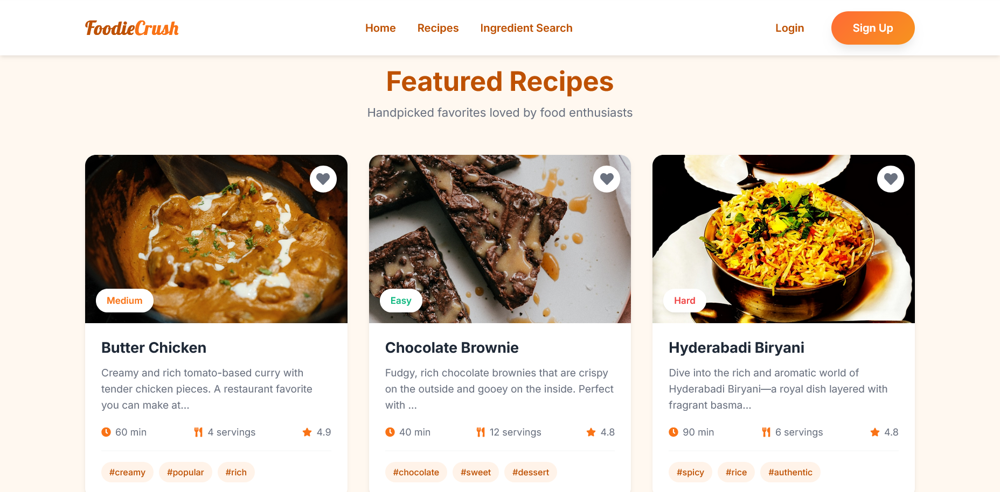 FoodieCrush
Home Recipes Ingredient Search
Login
Sign Up
Featured Recipes
Handpicked favorites loved by food enthusiasts
Medium
Butter Chicken
Creamy and rich tomato-based curry with
tender chicken pieces. A restaurant favorite
you can make at...
60 min 4 servings 4.9
#creamy #popular #rich
Easy
Chocolate Brownie
Fudgy, rich chocolate brownies that are crispy
on the outside and gooey on the inside. Perfect
with ...
40 min 12 servings 4.8
#chocolate #sweet #dessert
Hard
Hyderabadi Biryani
Dive into the rich and aromatic world of
Hyderabadi Biryani—a royal dish layered with
fragrant basma...
90 min 6 servings 4.8
#spicy #rice #authentic